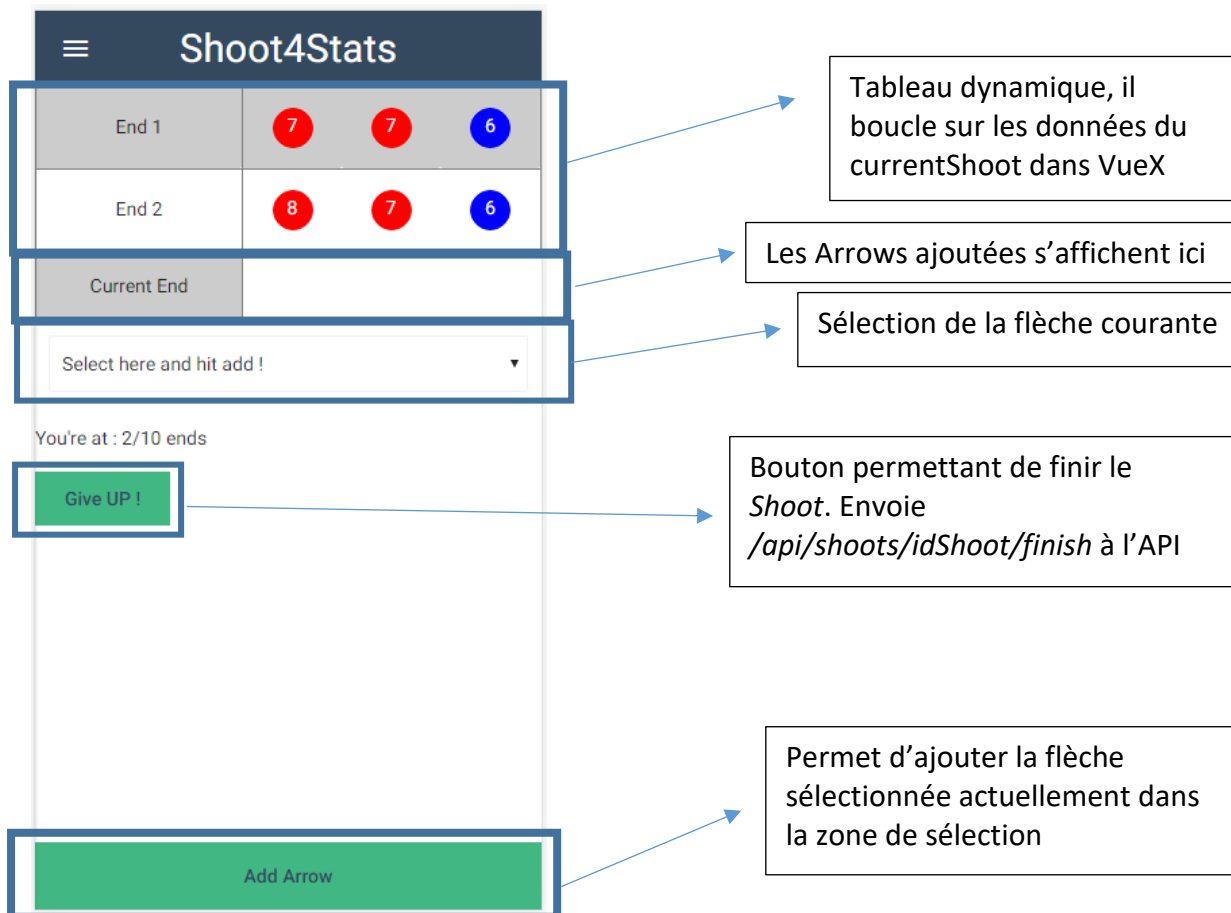 Shoot4Stats
End 1
7 7 6
End 2
8 7 6
Current End
Select here and hit add !
You're at : 2/10 ends
Give UP !
Add Arrow
Tableau dynamique, il
boucle sur les données du
currentShoot dans VueX
Les Arrows ajoutées s’affichent ici
Sélection de la flèche courante
Bouton permettant de finir le
Shoot. Envoie
/api/shoots/idShoot/finish à l’API
Permet d’ajouter la flèche
sélectionnée actuellement dans
la zone de sélection